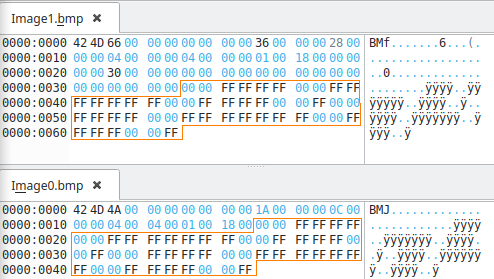 Image1.bmp ✖
0000:0000 42 4D 66 00 00 00 00 00 00 00 36 00 00 00 28 00 BMf.......6...(.
0000:0010 00 00 04 00 00 00 04 00 00 00 01 00 18 00 00 00 ................
0000:0020 00 00 30 00 00 00 00 00 00 00 00 00 00 00 00 00 ..0.............
0000:0030 00 00 00 00 00 00 00 00 FF FF FF FF 00 00 FF FF ........ÿÿÿÿ..ÿÿ
0000:0040 FF FF FF FF FF 00 00 FF FF FF FF 00 00 FF 00 00 ÿÿÿÿÿ..ÿÿÿÿ..ÿ..
0000:0050 FF FF FF FF 00 00 FF FF FF FF FF FF FF 00 00 FF ÿÿÿÿ..ÿÿÿÿÿÿÿ..ÿ
0000:0060 FF FF FF 00 00 FF ÿÿÿ..ÿ
Image0.bmp ✖
0000:0000 42 4D 4A 00 00 00 00 00 00 00 1A 00 00 00 0C 00 BMJ.............
0000:0010 00 00 04 00 04 00 01 00 18 00 00 00 FF FF FF FF ............ÿÿÿÿ
0000:0020 00 00 FF FF FF FF FF FF FF 00 00 FF FF FF FF 00 ..ÿÿÿÿÿÿÿ..ÿÿÿÿ.
0000:0030 00 FF 00 00 FF FF FF FF 00 00 FF FF FF FF FF FF .ÿ..ÿÿÿÿ..ÿÿÿÿÿÿ
0000:0040 FF 00 00 FF FF FF FF 00 00 FF ÿ..ÿÿÿÿ..ÿ